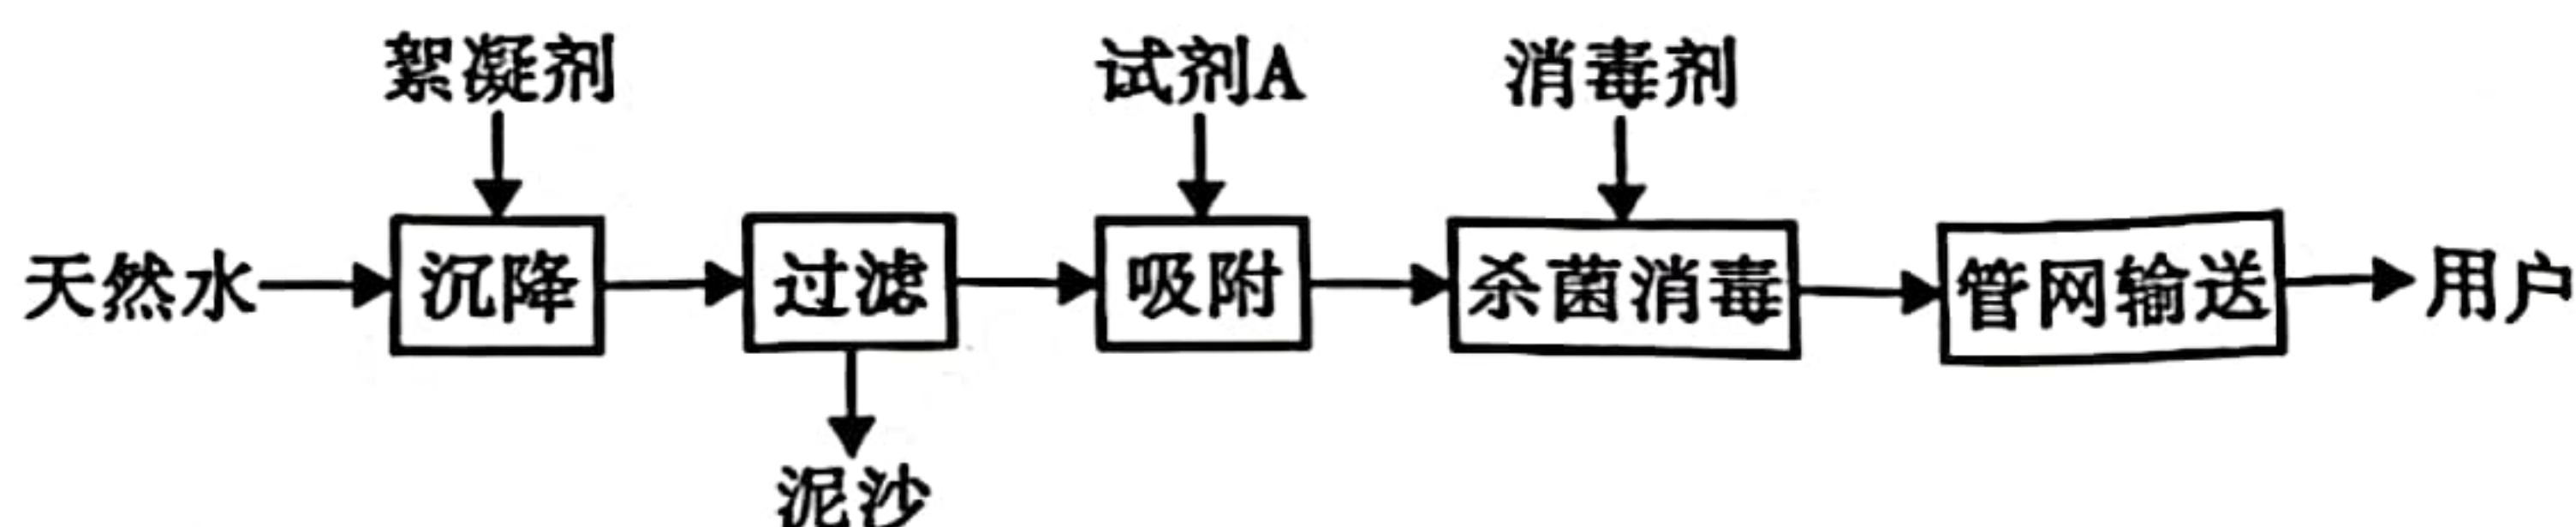 絮凝剂
试剂A
消毒剂
天然水
沉降
过滤
吸附
杀菌消毒
管网输送
用户
泥沙